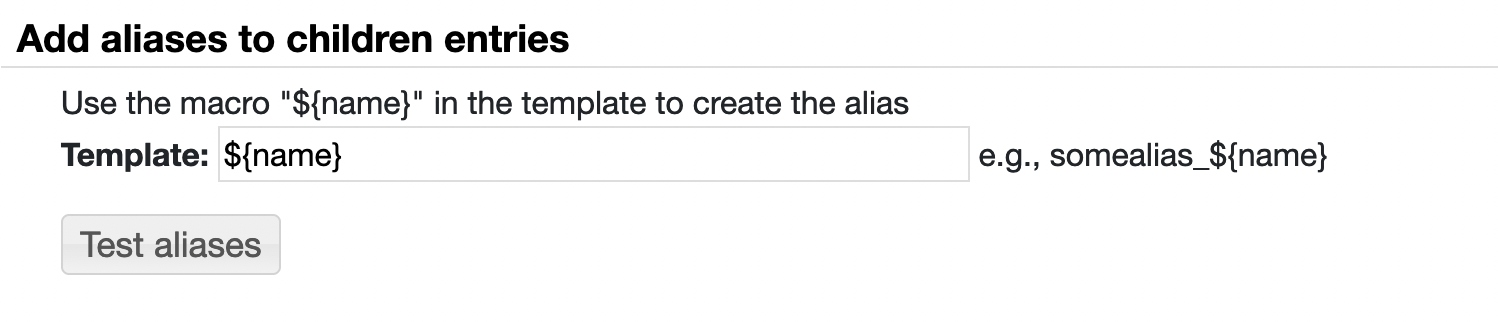 Add aliases to children entries
Use the macro "${name}" in the template to create the alias
Template: ${name} e.g., somealias_${name}
Test aliases